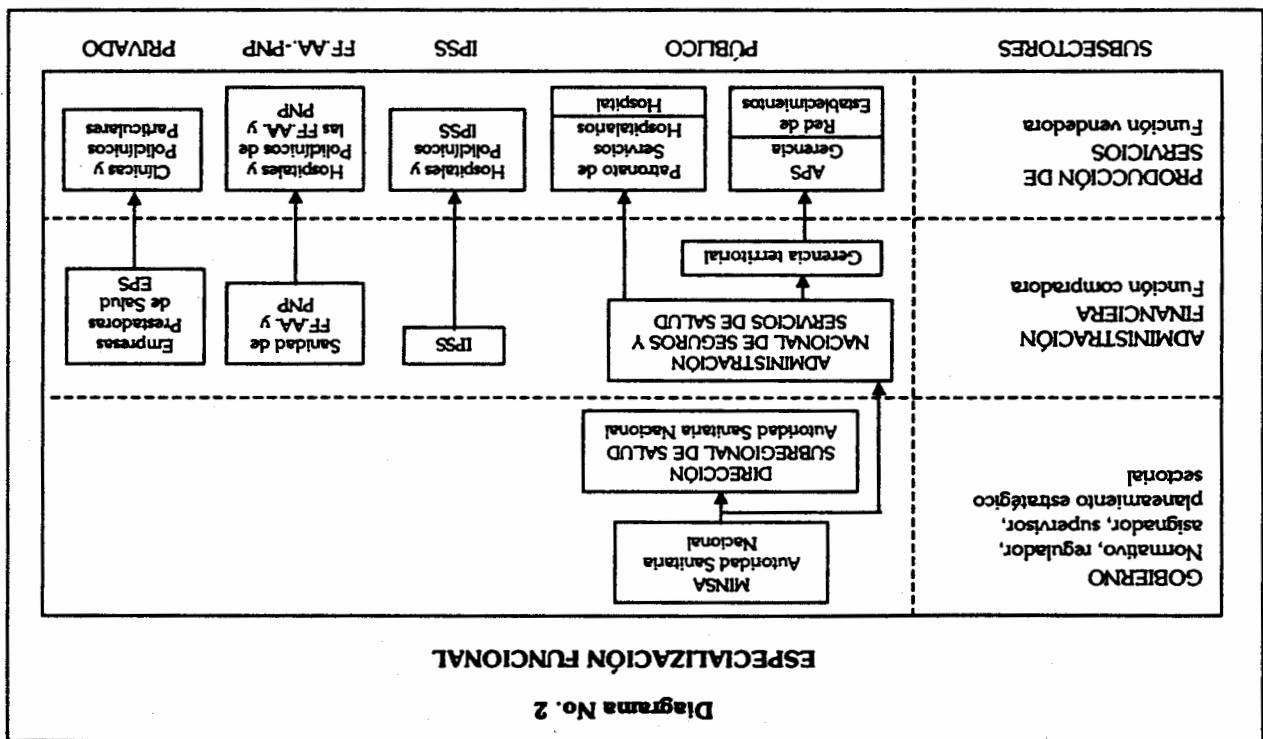 Diagrama No. 2
ESPECIALIZACIÓN FUNCIONAL
GOBIERNO
Normativo, regulador,
asignador, supervisor,
planeamiento estratégico
sectorial
MINSA
Autoridad Sanitaria
Nacional
DIRECCIÓN
SUBREGIONAL DE SALUD
Autoridad Sanitaria Nacional
ADMINISTRACIÓN
FINANCIERA
Función compradora
ADMINISTRACIÓN
NACIONAL DE SEGUROS Y
SERVICIOS DE SALUD
Gerencia territorial
IPSS
Sanidad de
FF.AA. y
PNP
Empresas
Prestadoras
de Salud
EPS
PRODUCCIÓN DE
SERVICIOS
Función vendedora
APS
Gerencia
Red de
Establecimientos
Patronato de
Servicios
Hospitalarios
Hospital
Hospitales y
Policlínicos
IPSS
Hospitales y
Policlínicos de
las FF.AA. y
PNP
Clínicas y
Policlínicos
Particulares
SUBSECTORES
PÚBLICO
IPSS
FF.AA.-PNP
PRIVADO